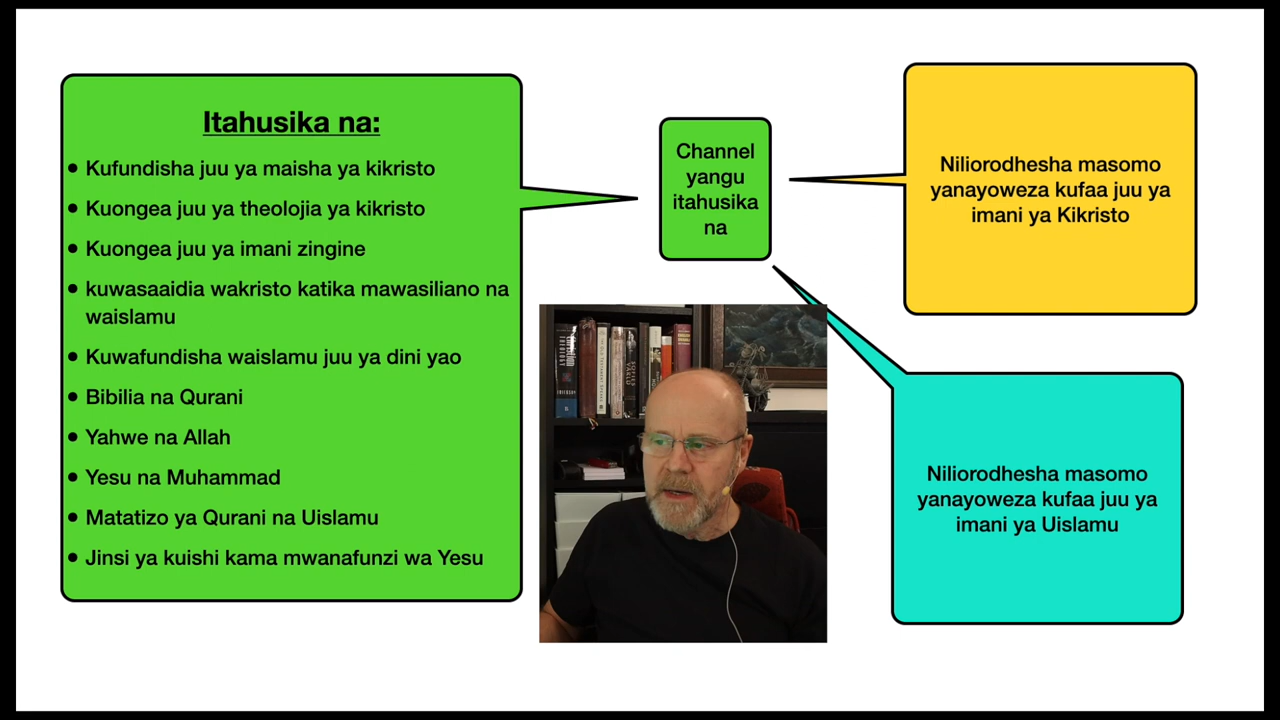 Itahusika na:
• Kufundisha juu ya maisha ya kikristo
• Kuongea juu ya theolojia ya kikristo
• Kuongea juu ya imani zingine
• kuwasaaidia wakristo katika mawasiliano na
waislamu
• Kuwafundisha waislamu juu ya dini yao
• Bibilia na Qurani
• Yahwe na Allah
• Yesu na Muhammad
• Matatizo ya Qurani na Uislamu
• Jinsi ya kuishi kama mwanafunzi wa Yesu
Channel
yangu
itahusika
na
Niliorodhesha masomo
yanayoweza kufaa juu ya
imani ya Kikristo
Niliorodhesha masomo
yanayoweza kufaa juu ya
imani ya Uislamu